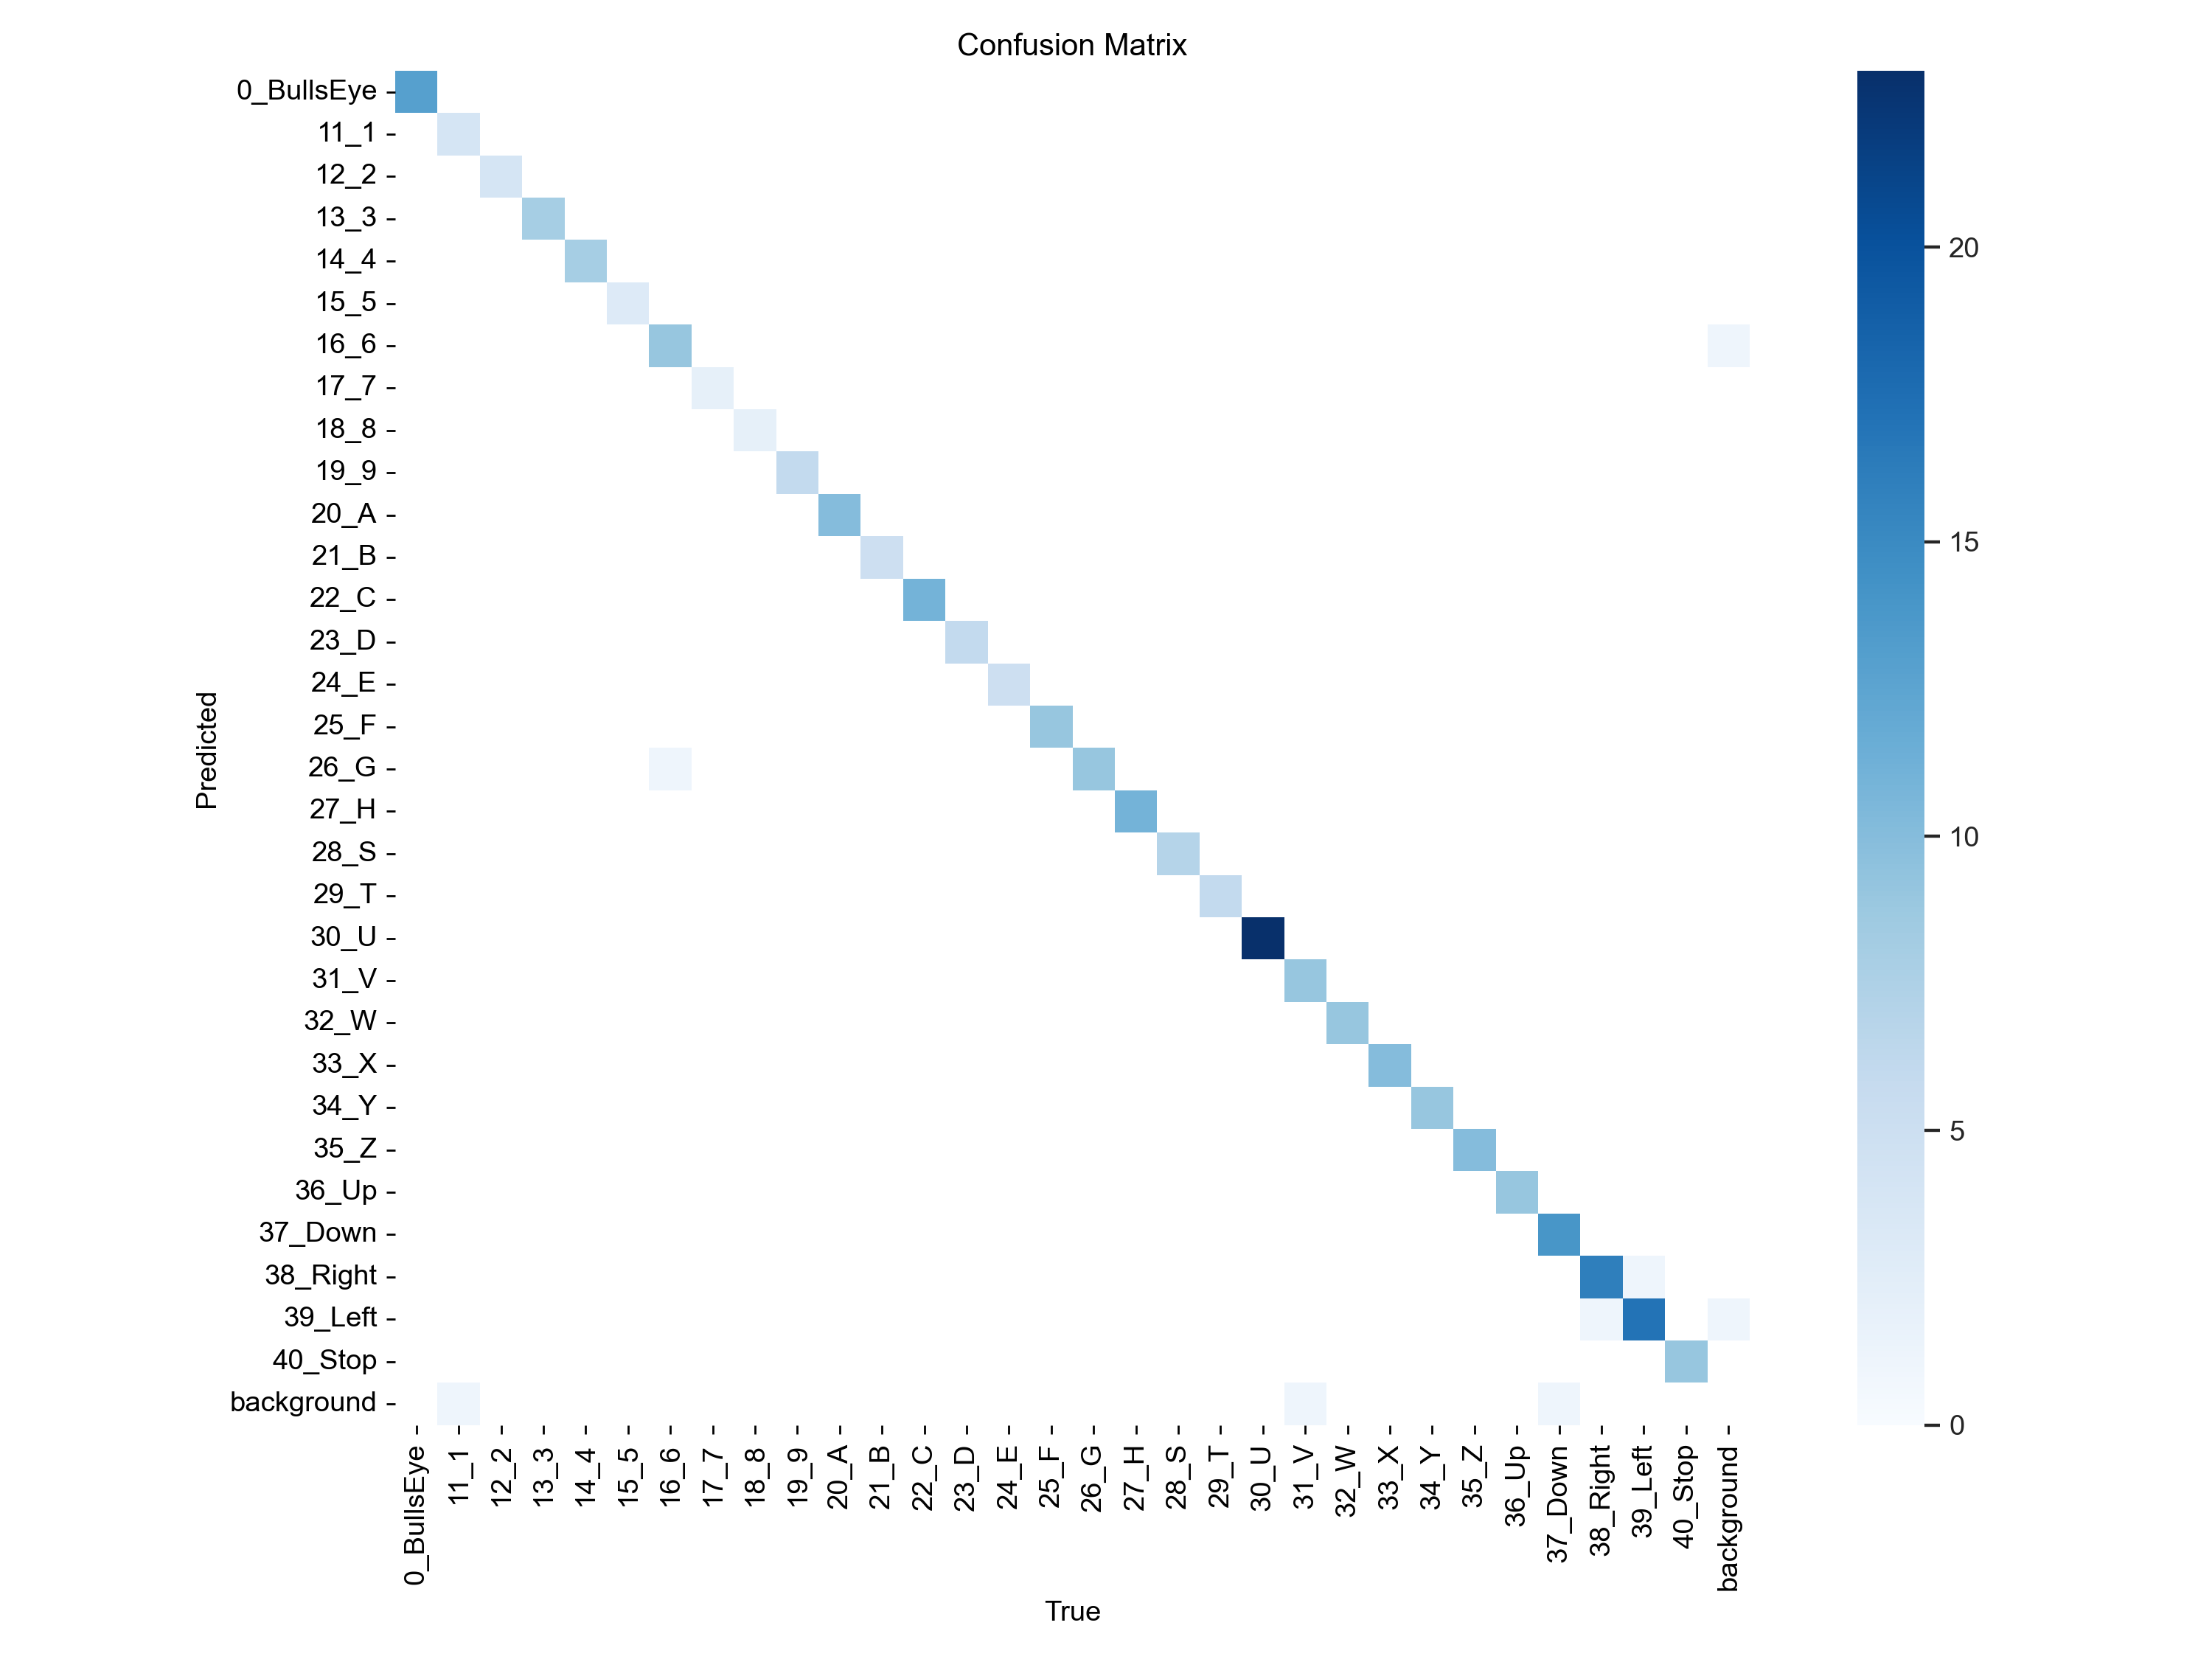 Confusion Matrix
0_BullsEye
11_1
12_2
13_3
14_4
15_5
16_6
17_7
18_8
19_9
20_A
21_B
22_C
23_D
24_E
25_F
26_G
27_H
28_S
29_T
30_U
31_V
32_W
33_X
34_Y
35_Z
36_Up
37_Down
38_Right
39_Left
40_Stop
background
Predicted
0_BullsEye
11_1
12_2
13_3
14_4
15_5
16_6
17_7
18_8
19_9
20_A
21_B
22_C
23_D
24_E
25_F
26_G
27_H
28_S
29_T
30_U
31_V
32_W
33_X
34_Y
35_Z
36_Up
37_Down
38_Right
39_Left
40_Stop
background
True
20
15
10
5
0